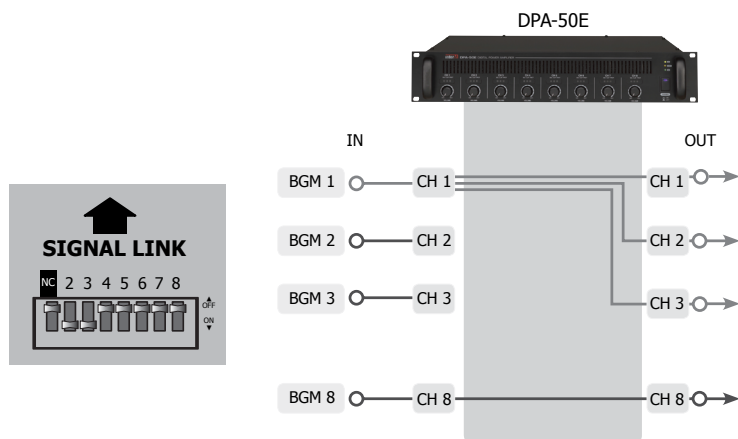 DPA-50E
IN
OUT
BGM 1
CH 1
CH 1
BGM 2
CH 2
CH 2
BGM 3
CH 3
CH 3
BGM 8
CH 8
CH 8
SIGNAL LINK
NC 2 3 4 5 6 7 8
OFF
ON